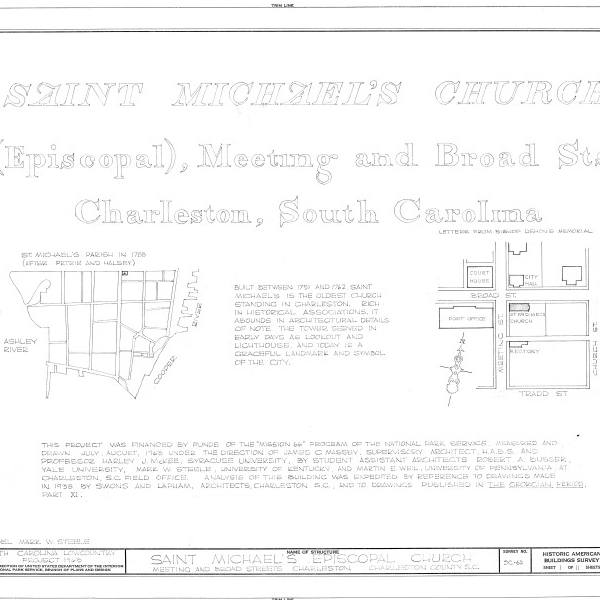 TRIM LINE
SAINT MICHAEL'S CHURCH
(Episcopal), Meeting and Broad Sts
Charleston, South Carolina
LETTERS FROM BISHOP DEHON'S MEMORIAL
ST. MICHAEL'S PARISH IN 1788
(AFTER PETRIE AND HALSEY)
ASHLEY
RIVER
COOPER
RIVER
BUILT BETWEEN 1751 AND 1762 SAINT
MICHAEL'S IS THE OLDEST CHURCH
STANDING IN CHARLESTON. RICH
IN HISTORICAL ASSOCIATIONS, IT
ABOUNDS IN ARCHITECTURAL DETAILS
OF NOTE. THE TOWER SERVED IN
EARLY DAYS AS LOOKOUT AND
LIGHTHOUSE, AND TODAY IS A
GRACEFUL LANDMARK AND SYMBOL
OF THE CITY.
COURT
HOUSE
CITY
HALL
BROAD ST.
POST OFFICE
ST MICHAEL'S
CHURCH
RECTORY
MEETING ST.
CHURCH ST.
TRADD ST
THIS PROJECT WAS FINANCED BY FUNDS OF THE "MISSION 66" PROGRAM OF THE NATIONAL PARK SERVICE. MEASURED AND
DRAWN JULY, AUGUST, 1963 UNDER THE DIRECTION OF JAMES C MASSEY, SUPERVISORY ARCHITECT, H.A.B.S. AND
PROFESSOR HARLEY J. McKEE, SYRACUSE UNIVERSITY, BY STUDENT ASSISTANT ARCHITECTS ROBERT A. BUSSER,
YALE UNIVERSITY, MARK W. STEELE, UNIVERSITY OF KENTUCKY, AND MARTIN E. WEIL, UNIVERSITY OF PENNSYLVANIA AT
CHARLESTON, S.C. FIELD OFFICE. ANALYSIS OF THIS BUILDING WAS EXPEDITED BY REFERENCE TO DRAWINGS MADE
IN 1938 BY SIMONS AND LAPHAM, ARCHITECTS, CHARLESTON S.C., AND TO DRAWINGS PUBLISHED IN THE GEORGIAN PERIOD,
PART XI.
DEL. MARK W. STEELE
TH CAROLINA LOWCOUNTRY
PROJECT 1963
DIRECTION OF UNITED STATES DEPARTMENT OF THE INTERIOR
NATIONAL PARK SERVICE, BRANCH OF PLANS AND DESIGN
NAME OF STRUCTURE
SAINT MICHAEL'S EPISCOPAL CHURCH
MEETING AND BROAD STREETS CHARLESTON CHARLESTON COUNTY S.C.
SURVEY NO.
SC-62
HISTORIC AMERICAN
BUILDINGS SURVEY
SHEET 1 OF 11 SHEETS
TRIM LINE